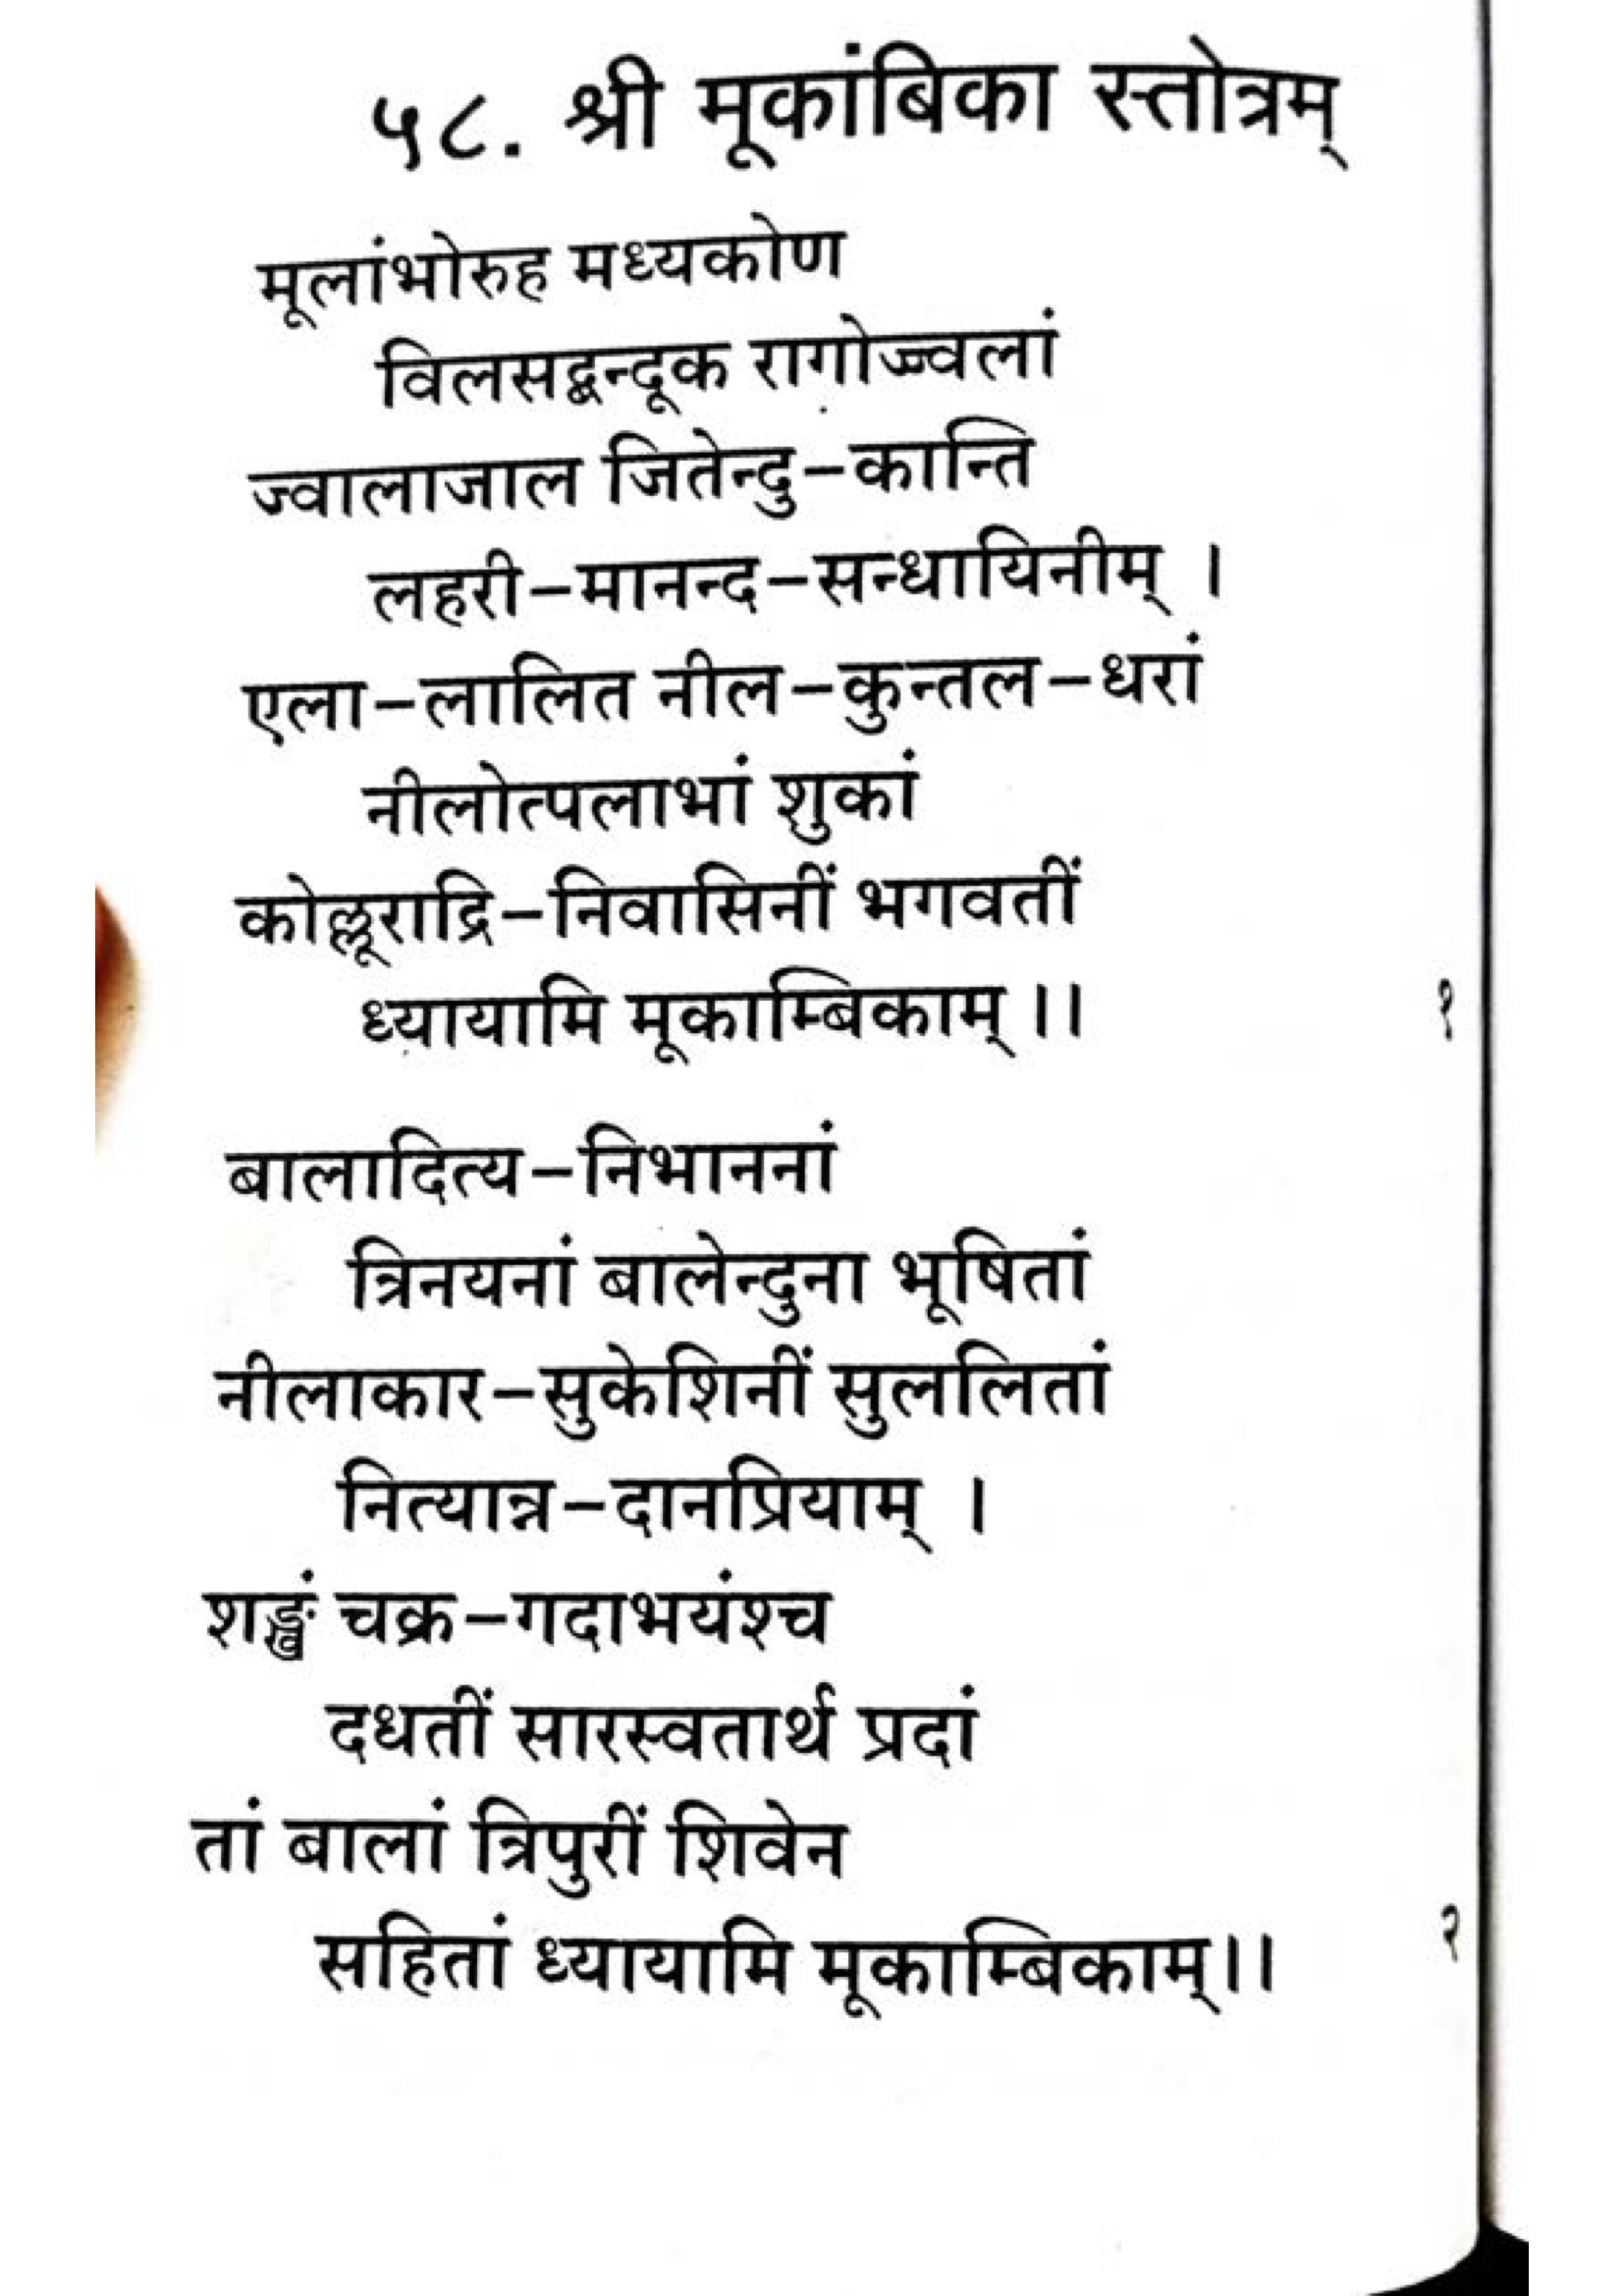 ५८. श्री मूकांबिका स्तोत्रम्
मूलांभोरुह मध्यकोण
विलसद्बन्दूक रागोज्ज्वलां
ज्वालाजाल जितेन्दु-कान्ति
लहरी-मानन्द-सन्धायिनीम् ।
एला-लालित नील-कुन्तल-धरां
नीलोत्पलाभां शुकां
कोल्लूराद्रि-निवासिनीं भगवतीं
ध्यायामि मूकाम्बिकाम् ।। १
बालादित्य-निभाननां
त्रिनयनां बालेन्दुना भूषितां
नीलाकार-सुकेशिनीं सुललितां
नित्यान्न-दानप्रियाम् ।
शङ्खं चक्र-गदाभयंश्च
दधतीं सारस्वतार्थ प्रदां
तां बालां त्रिपुरीं शिवेन
सहितां ध्यायामि मूकाम्बिकाम्।। २